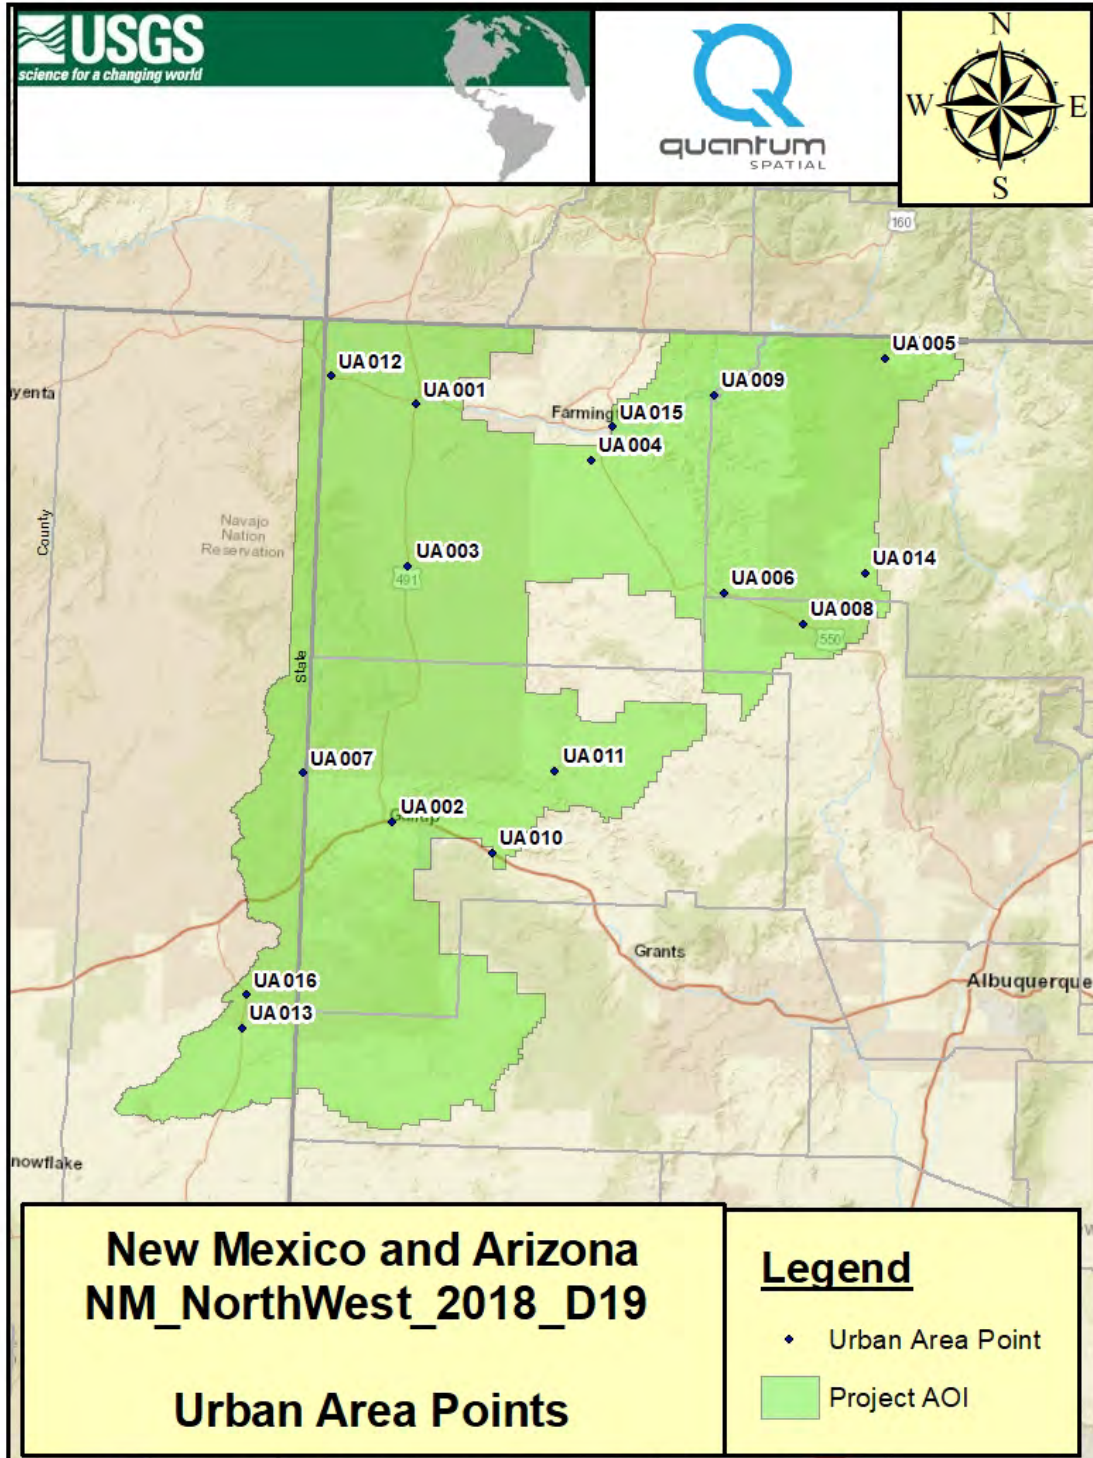 USGS
science for a changing world
quantum
SPATIAL
N
W
E
S
160
UA 005
UA 012
UA 009
yenta
UA 001
Farming
UA 015
UA 004
County
Navajo
Nation
Reservation
UA 003
491
UA 014
UA 006
UA 008
550
State
UA 007
UA 011
UA 002
UA 010
Grants
Albuquerque
UA 016
UA 013
nowflake
New Mexico and Arizona
NM_NorthWest_2018_D19
Urban Area Points
Legend
Urban Area Point
Project AOI